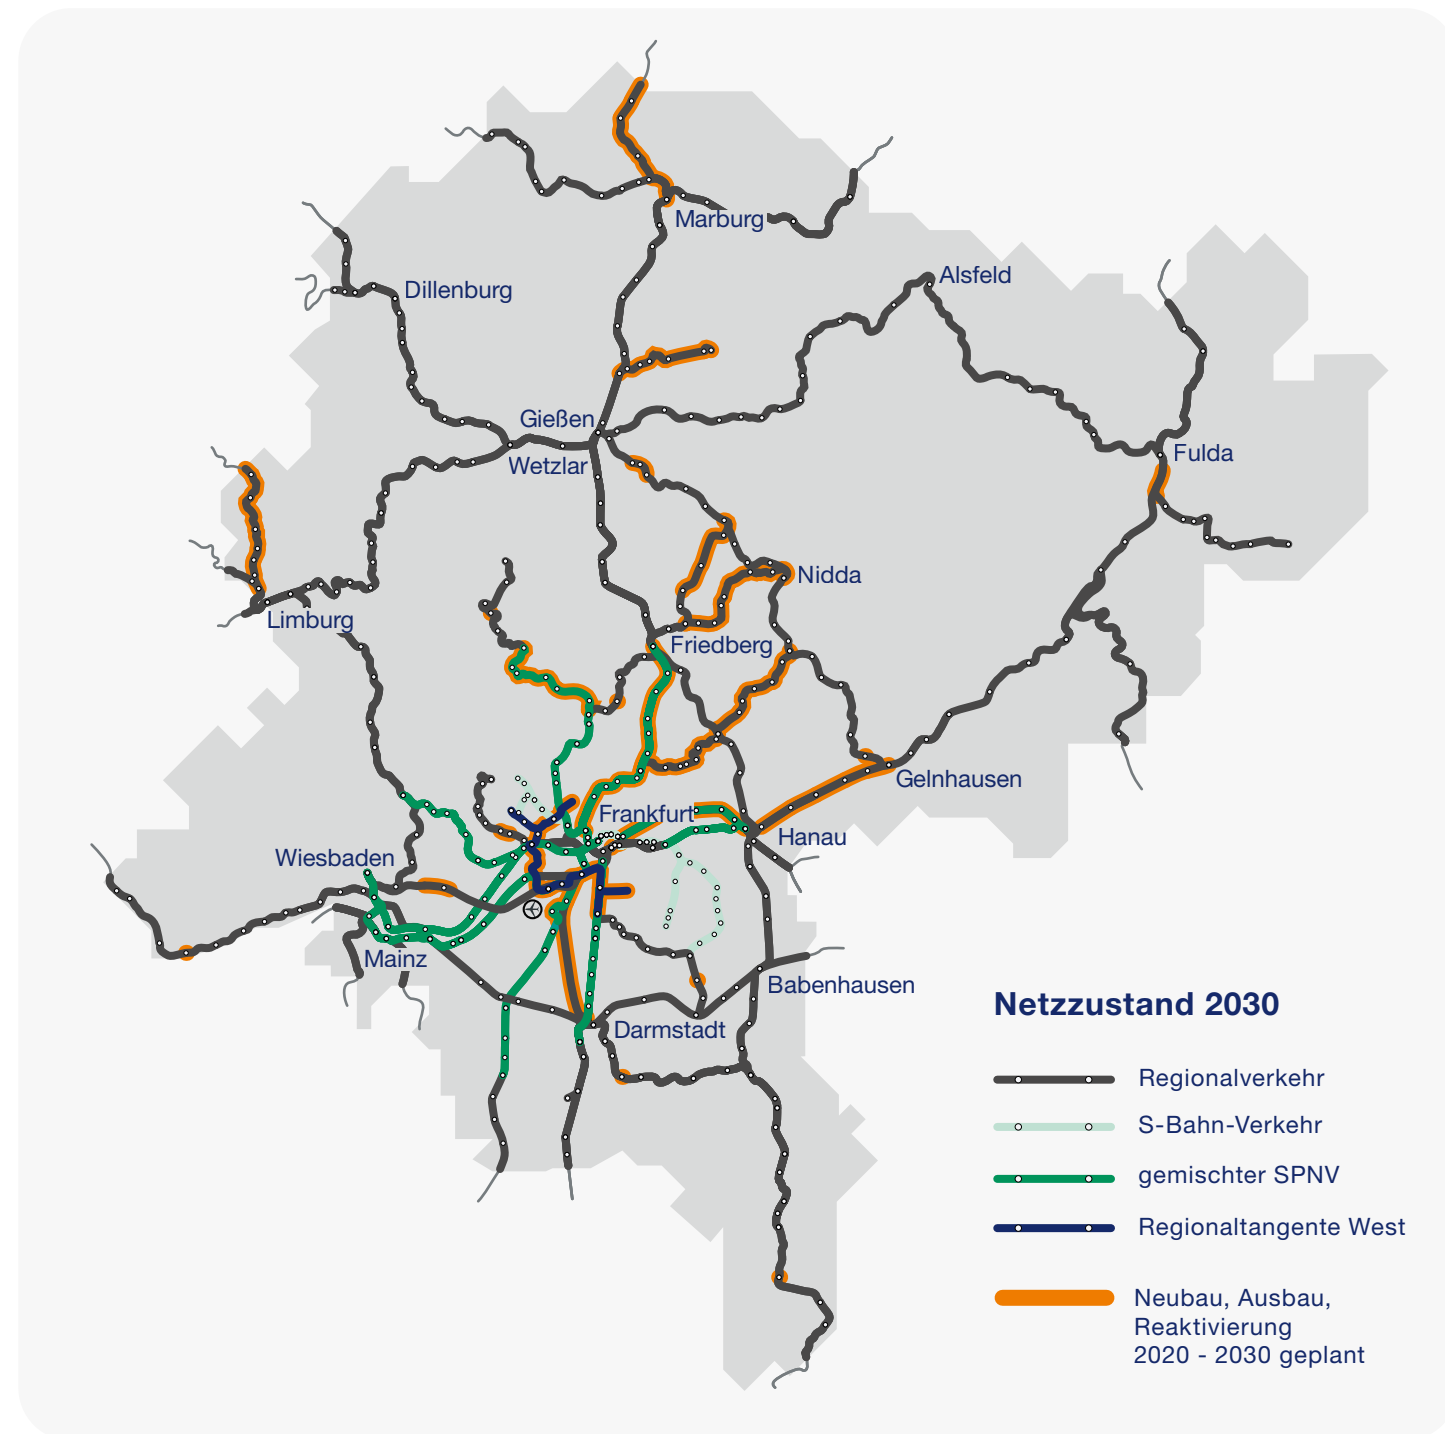 Marburg
Alsfeld
Dillenburg
Gießen
Wetzlar
Fulda
Nidda
Limburg
Friedberg
Gelnhausen
Frankfurt
Hanau
Wiesbaden
Mainz
Babenhausen
Darmstadt
Netzzustand 2030
Regionalverkehr
S-Bahn-Verkehr
gemischter SPNV
Regionaltangente West
Neubau, Ausbau,
Reaktivierung
2020 - 2030 geplant